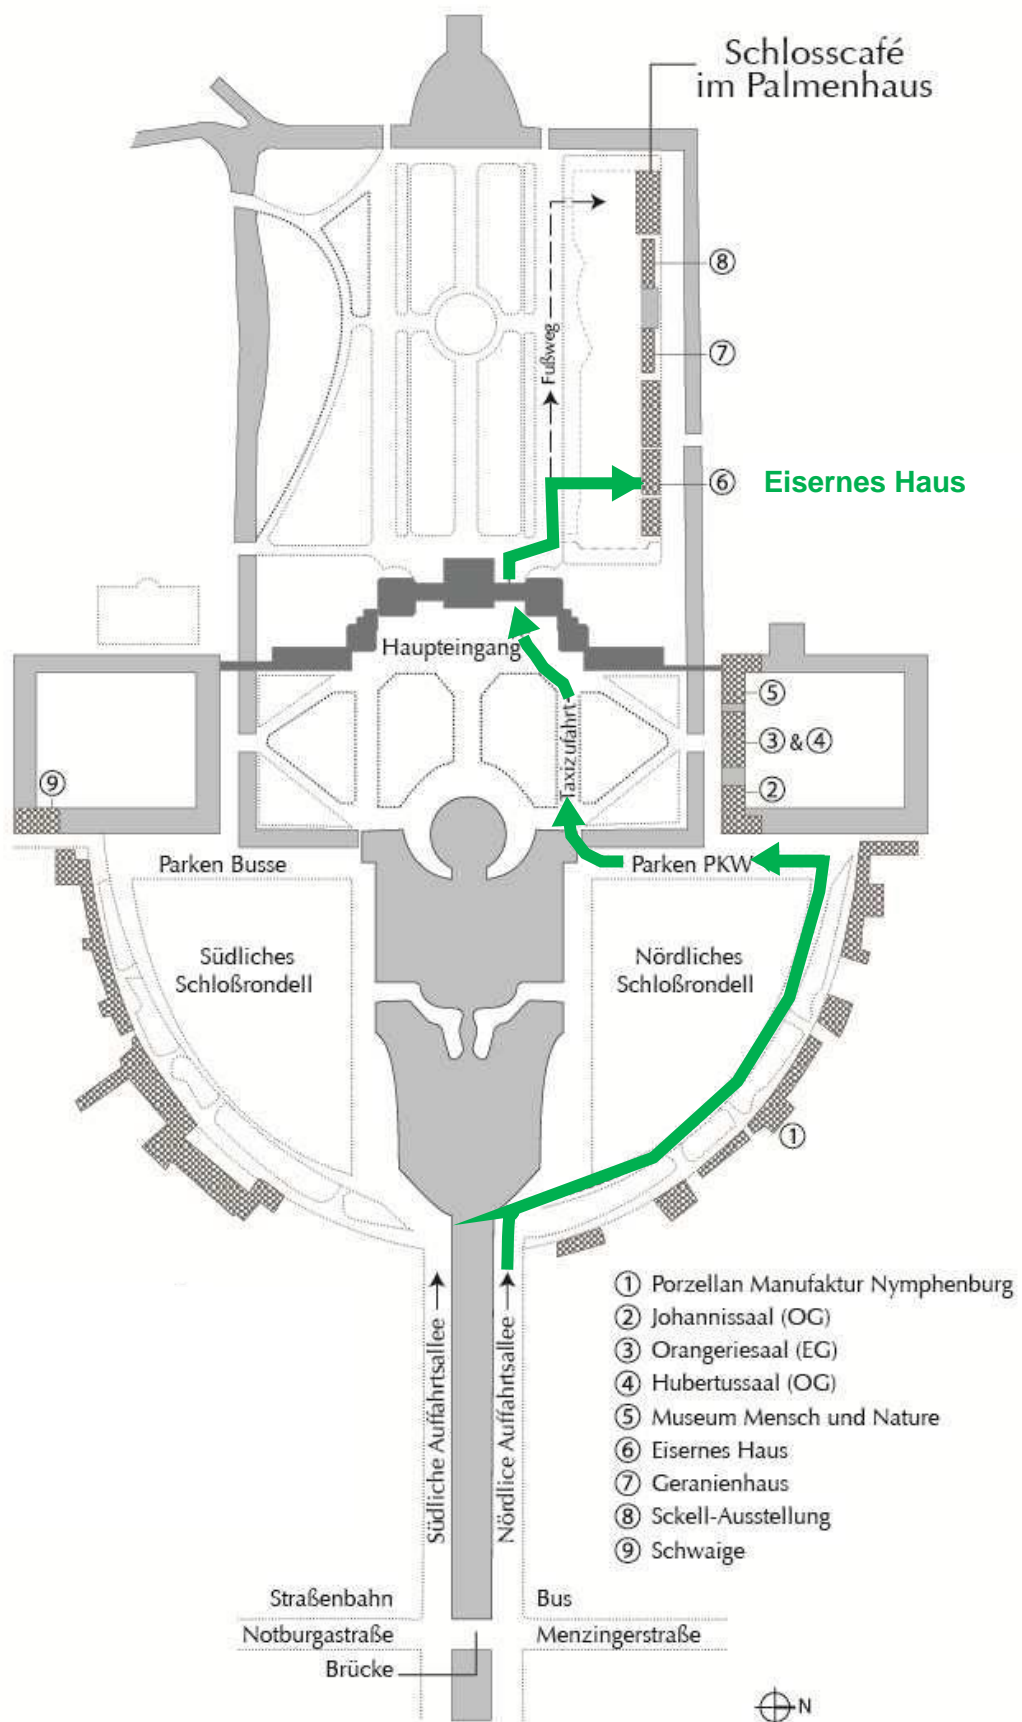 Schlosscafé
im Palmenhaus
⑧
Fußweg
⑦
⑥ Eisernes Haus
Haupteingang
⑤
Taxizufahrt
③ & ④
⑨
②
Parken Busse
Parken PKW
Südliches
Schloßrondell
Nördliches
Schloßrondell
①
Südliche Auffahrtsallee
Nördlice Auffahrtsallee
① Porzellan Manufaktur Nymphenburg
② Johannissaal (OG)
③ Orangeriesaal (EG)
④ Hubertussaal (OG)
⑤ Museum Mensch und Nature
⑥ Eisernes Haus
⑦ Geranienhaus
⑧ Sckell-Ausstellung
⑨ Schwaige
Straßenbahn
Bus
Notburgastraße
Menzingerstraße
Brücke
N